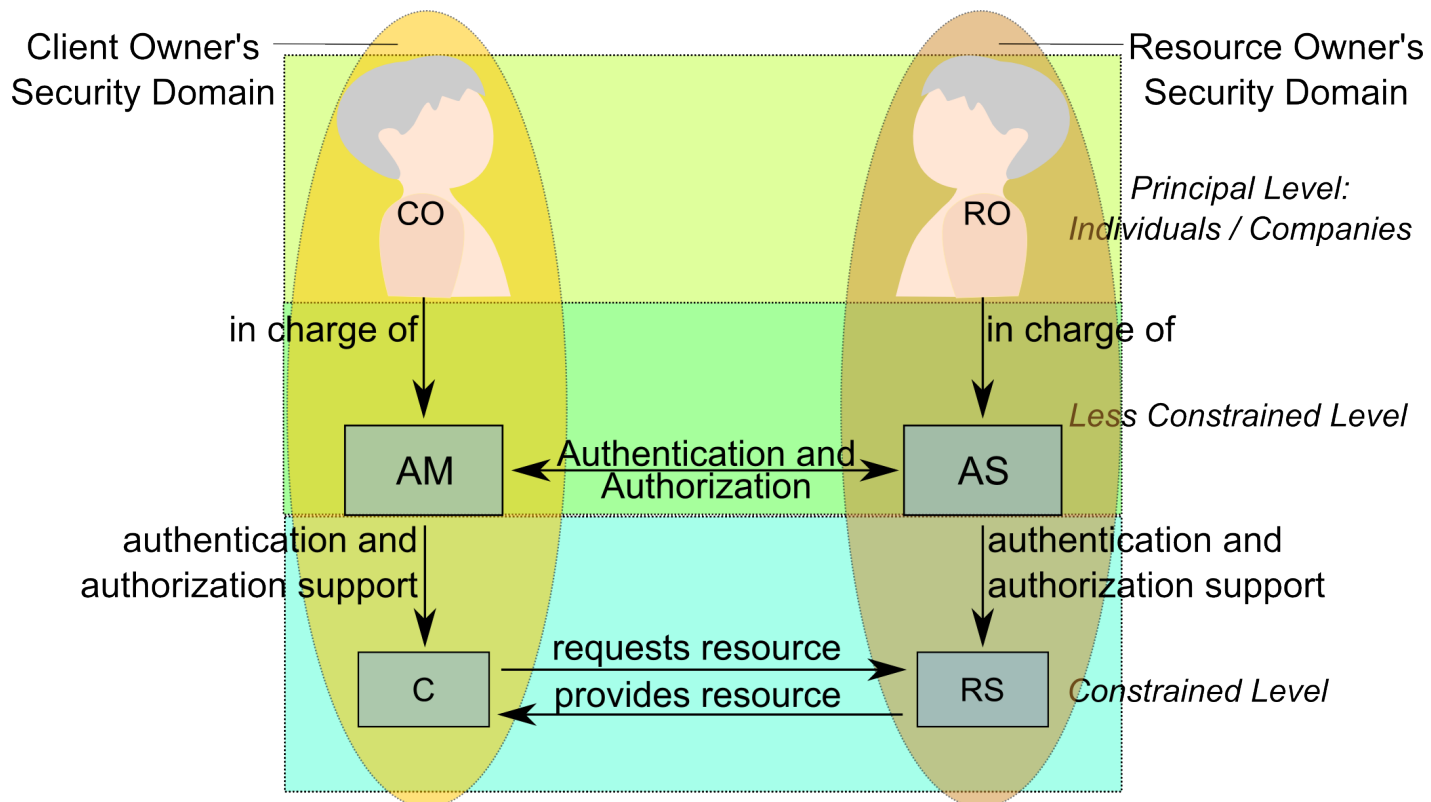 Client Owner's
Security Domain
Resource Owner's
Security Domain
CO
RO
Principal Level:
Individuals / Companies
in charge of
in charge of
Less Constrained Level
AM
Authentication and
Authorization
AS
authentication and
authorization support
authentication and
authorization support
requests resource
C
provides resource
RS
Constrained Level